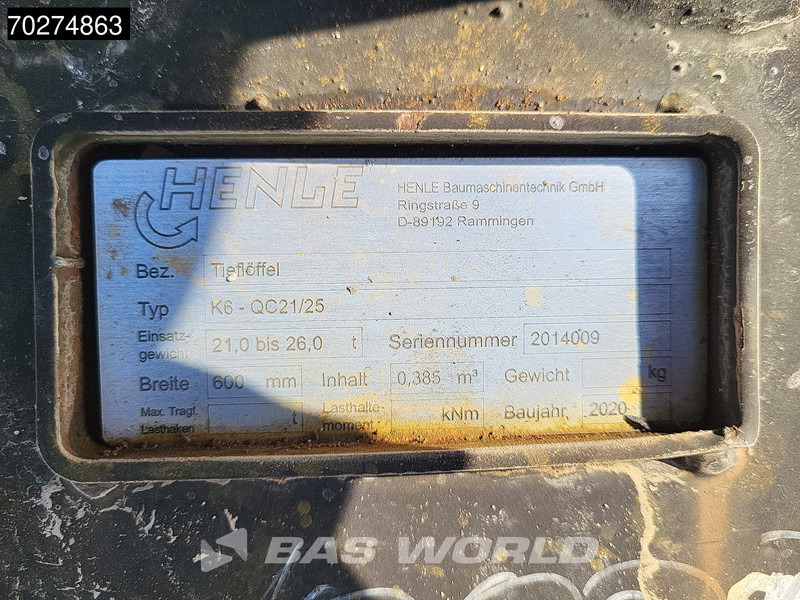 70274863
HENLE
HENLE Baumaschinentechnik GmbH
Ringstraße 9
D-89192 Rammingen
Bez. Tieflöffel
Typ K6 - QC21/25
Einsatz-
gewicht 21,0 bis 26,0 t Seriennummer 2014009
Breite 600 mm Inhalt 0,385 m³ Gewicht kg
Max. Tragf.
Lasthaken t Lasthalte-
moment kNm Baujahr 2020
BAS WORLD